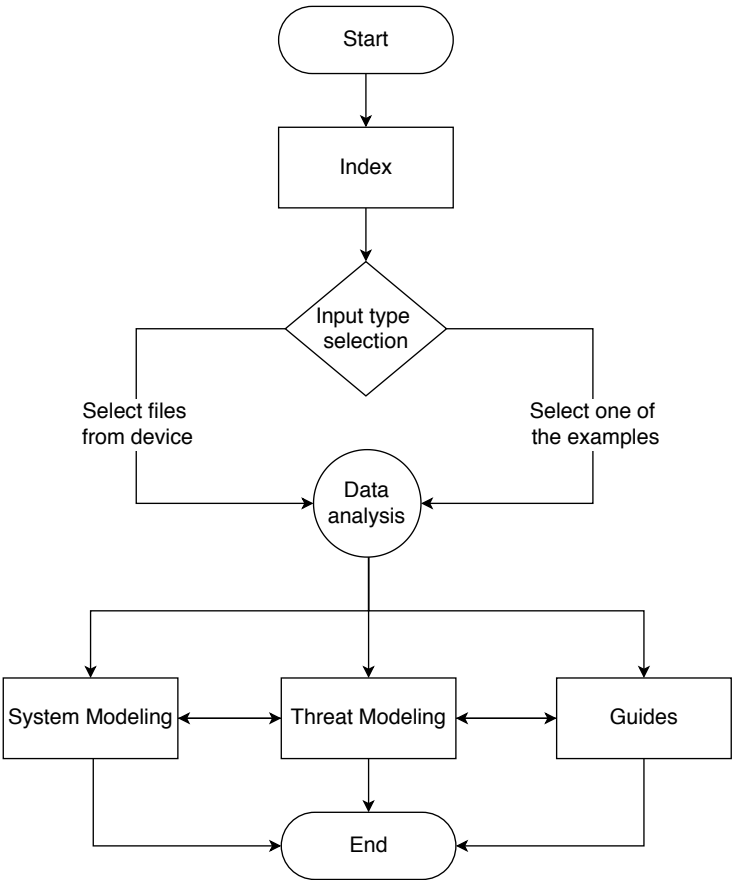 Start
Index
Input type
selection
Select files
from device
Select one of
the examples
Data
analysis
System Modeling
Threat Modeling
Guides
End